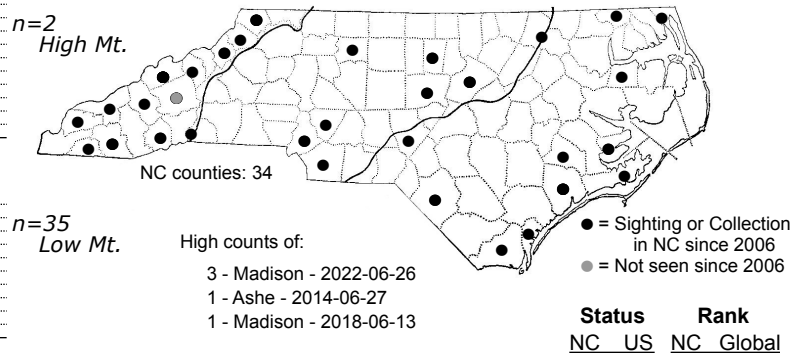 n=2
High Mt.
NC counties: 34
n=35
Low Mt.
High counts of:
3 - Madison - 2022-06-26
1 - Ashe - 2014-06-27
1 - Madison - 2018-06-13
= Sighting or Collection
in NC since 2006
= Not seen since 2006
Status Rank
NC US NC Global